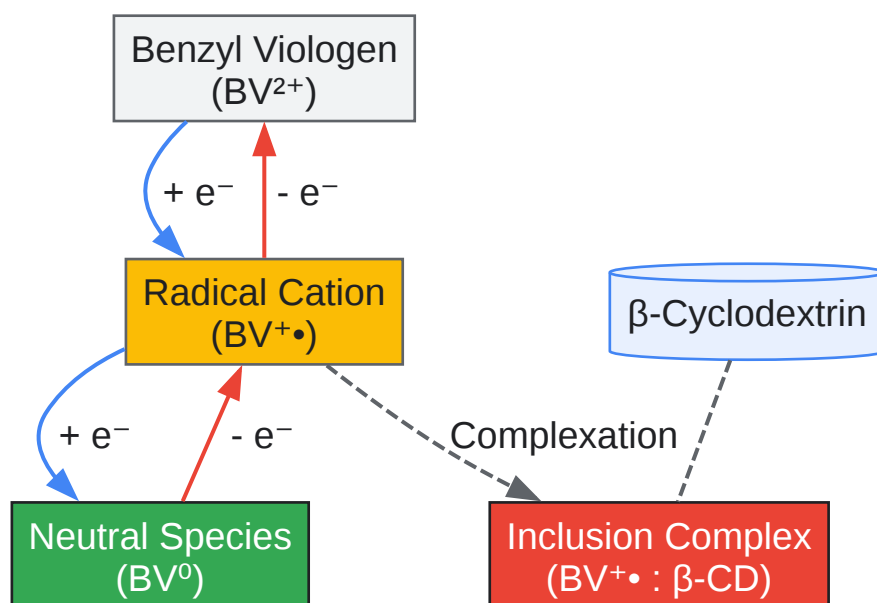 Benzyl Viologen
(BV²⁺)
+ e⁻
- e⁻
Radical Cation
(BV⁺•)
β-Cyclodextrin
+ e⁻
- e⁻
Complexation
Neutral Species
(BV⁰)
Inclusion Complex
(BV⁺• : β-CD)